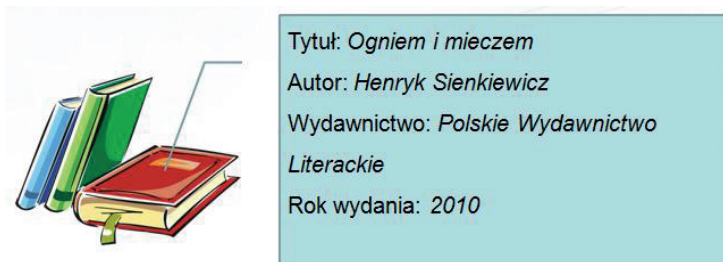 Tytuł: Ogniem i mieczem
Autor: Henryk Sienkiewicz
Wydawnictwo: Polskie Wydawnictwo
Literackie
Rok wydania: 2010